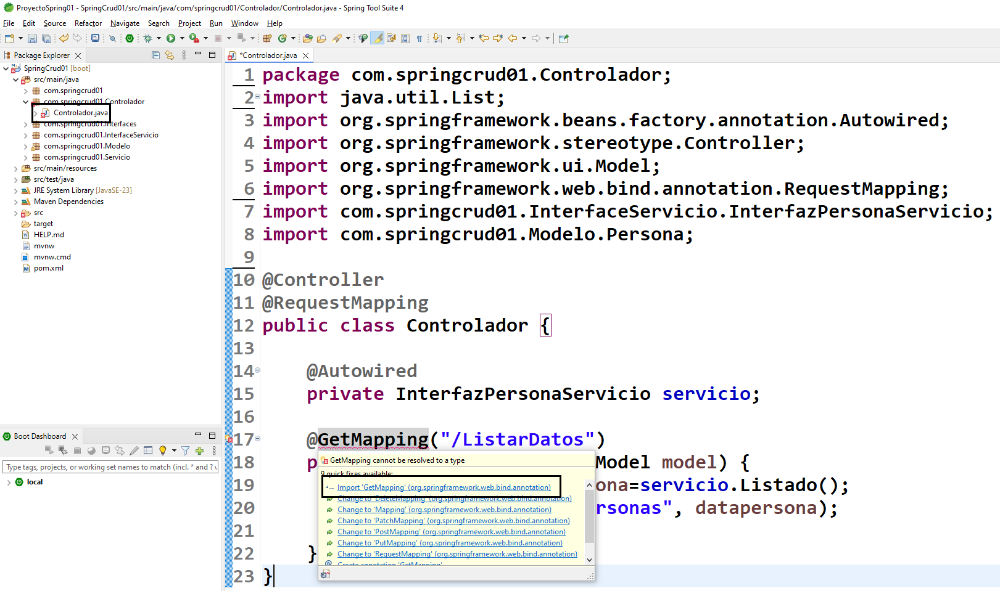 ProyectoSpring01 - SpringCrud01/src/main/java/com/springcrud01/Controlador/Controlador.java - Spring Tool Suite 4
File Edit Source Refactor Navigate Search Project Run Window Help
Package Explorer
SpringCrud01 [boot]
src/main/java
com.springcrud01
com.springcrud01.Controlador
Controlador.java
com.springcrud01.Interfaces
com.springcrud01.InterfaceServicio
com.springcrud01.Modelo
com.springcrud01.Servicio
src/main/resources
src/test/java
JRE System Library [JavaSE-23]
Maven Dependencies
src
target
HELP.md
mvnw
mvnw.cmd
pom.xml
Boot Dashboard
Type tags, projects, or working set names to match (incl. * and ? w
local
*Controlador.java
1 package com.springcrud01.Controlador;
2 import java.util.List;
3 import org.springframework.beans.factory.annotation.Autowired;
4 import org.springframework.stereotype.Controller;
5 import org.springframework.ui.Model;
6 import org.springframework.web.bind.annotation.RequestMapping;
7 import com.springcrud01.InterfaceServicio.InterfazPersonaServicio;
8 import com.springcrud01.Modelo.Persona;
9
10 @Controller
11 @RequestMapping
12 public class Controlador {
13
14 @Autowired
15 private InterfazPersonaServicio servicio;
16
17 @GetMapping("/ListarDatos")
18 p Model model) {
19 ona=servicio.Listado();
20 rsonas", datapersona);
21
22 }
23 }
GetMapping cannot be resolved to a type
9 quick fixes available:
Import 'GetMapping' (org.springframework.web.bind.annotation)
Change to 'DeleteMapping' (org.springframework.web.bind.annotation)
Change to 'Mapping' (org.springframework.web.bind.annotation)
Change to 'PatchMapping' (org.springframework.web.bind.annotation)
Change to 'PostMapping' (org.springframework.web.bind.annotation)
Change to 'PutMapping' (org.springframework.web.bind.annotation)
Change to 'RequestMapping' (org.springframework.web.bind.annotation)
Create annotation 'GetMapping'